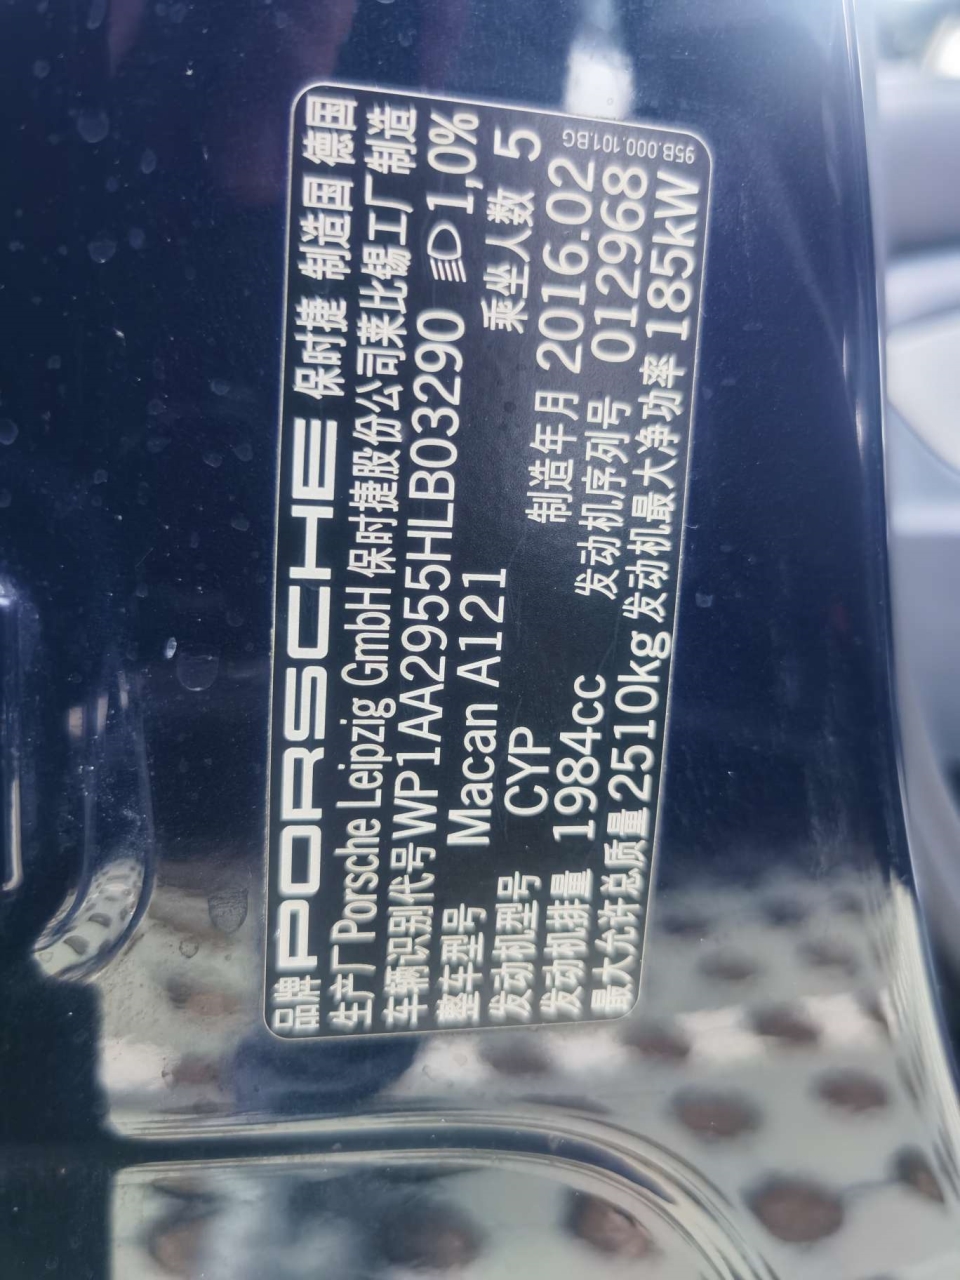 品牌 PORSCHE 保时捷 制造国 德国
生产厂 Porsche Leipzig GmbH 保时捷股份公司莱比锡工厂制造
车辆识别代号 WP1AA2955HLB03290 1,0%
整车型号 Macan A121 乘坐人数 5
发动机型号 CYP 制造年月 2016.02
发动机排量 1984cc 发动机序列号 012968
最大允许总质量 2510kg 发动机最大净功率 185kW
95B.000.101.BG